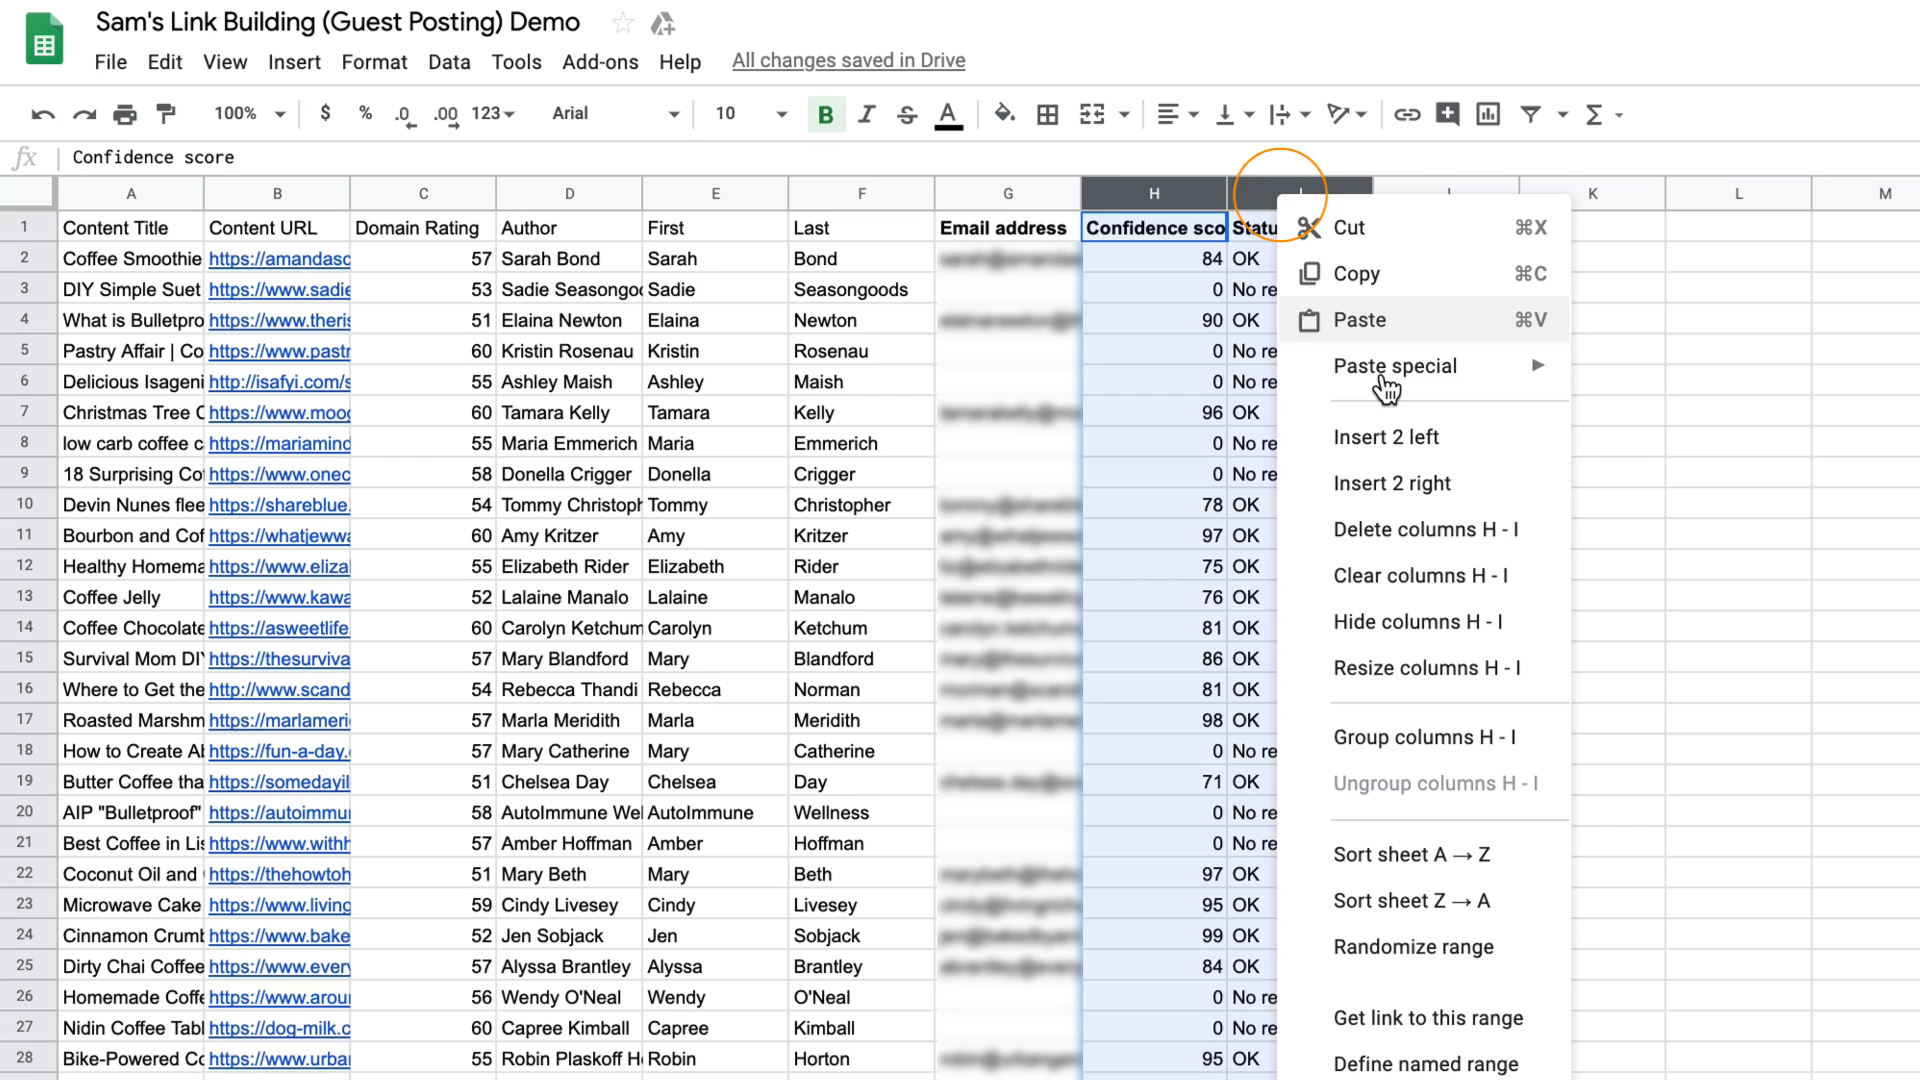 Sam's Link Building (Guest Posting) Demo
File Edit View Insert Format Data Tools Add-ons Help All changes saved in Drive
100% $ % .0 .00 123 Arial 10 B I S A
fx Confidence score
A B C D E F G H I J K L M
1 Content Title Content URL Domain Rating Author First Last Email address Confidence sco Statu
2 Coffee Smoothie https://amandasc 57 Sarah Bond Sarah Bond 84 OK
3 DIY Simple Suet https://www.sadie 53 Sadie Seasongoo Sadie Seasongoods 0 No re
4 What is Bulletpro https://www.theris 51 Elaina Newton Elaina Newton 90 OK
5 Pastry Affair | Co https://www.pastr 60 Kristin Rosenau Kristin Rosenau 0 No re
6 Delicious Isageni http://isafyi.com/s 55 Ashley Maish Ashley Maish 0 No re
7 Christmas Tree C https://www.mooc 60 Tamara Kelly Tamara Kelly 96 OK
8 low carb coffee c https://mariamind 55 Maria Emmerich Maria Emmerich 0 No re
9 18 Surprising Cof https://www.onec 58 Donella Crigger Donella Crigger 0 No re
10 Devin Nunes flee https://shareblue. 54 Tommy Christoph Tommy Christopher 78 OK
11 Bourbon and Cof https://whatjewwa 60 Amy Kritzer Amy Kritzer 97 OK
12 Healthy Homema https://www.elizal 55 Elizabeth Rider Elizabeth Rider 75 OK
13 Coffee Jelly https://www.kawa 52 Lalaine Manalo Lalaine Manalo 76 OK
14 Coffee Chocolate https://asweetlife 60 Carolyn Ketchum Carolyn Ketchum 81 OK
15 Survival Mom DIY https://thesurviva 57 Mary Blandford Mary Blandford 86 OK
16 Where to Get the http://www.scand 54 Rebecca Thandi Rebecca Norman 81 OK
17 Roasted Marshm https://marlameri 57 Marla Meridith Marla Meridith 98 OK
18 How to Create Al https://fun-a-day. 57 Mary Catherine Mary Catherine 0 No re
19 Butter Coffee tha https://somedayil 51 Chelsea Day Chelsea Day 71 OK
20 AIP "Bulletproof" https://autoimmu 58 AutoImmune Wel AutoImmune Wellness 0 No re
21 Best Coffee in Lis https://www.withh 57 Amber Hoffman Amber Hoffman 0 No re
22 Coconut Oil and https://thehowtoh 51 Mary Beth Mary Beth 97 OK
23 Microwave Cake https://www.living 59 Cindy Livesey Cindy Livesey 95 OK
24 Cinnamon Crumb https://www.bake 52 Jen Sobjack Jen Sobjack 99 OK
25 Dirty Chai Coffee https://www.every 57 Alyssa Brantley Alyssa Brantley 84 OK
26 Homemade Coffe https://www.arou 56 Wendy O'Neal Wendy O'Neal 0 No re
27 Nidin Coffee Tabl https://dog-milk.c 60 Capree Kimball Capree Kimball 0 No re
28 Bike-Powered Co https://www.urbai 55 Robin Plaskoff H Robin Horton 95 OK
Cut ⌘X
Copy ⌘C
Paste ⌘V
Paste special
Insert 2 left
Insert 2 right
Delete columns H - I
Clear columns H - I
Hide columns H - I
Resize columns H - I
Group columns H - I
Ungroup columns H - I
Sort sheet A → Z
Sort sheet Z → A
Randomize range
Get link to this range
Define named range